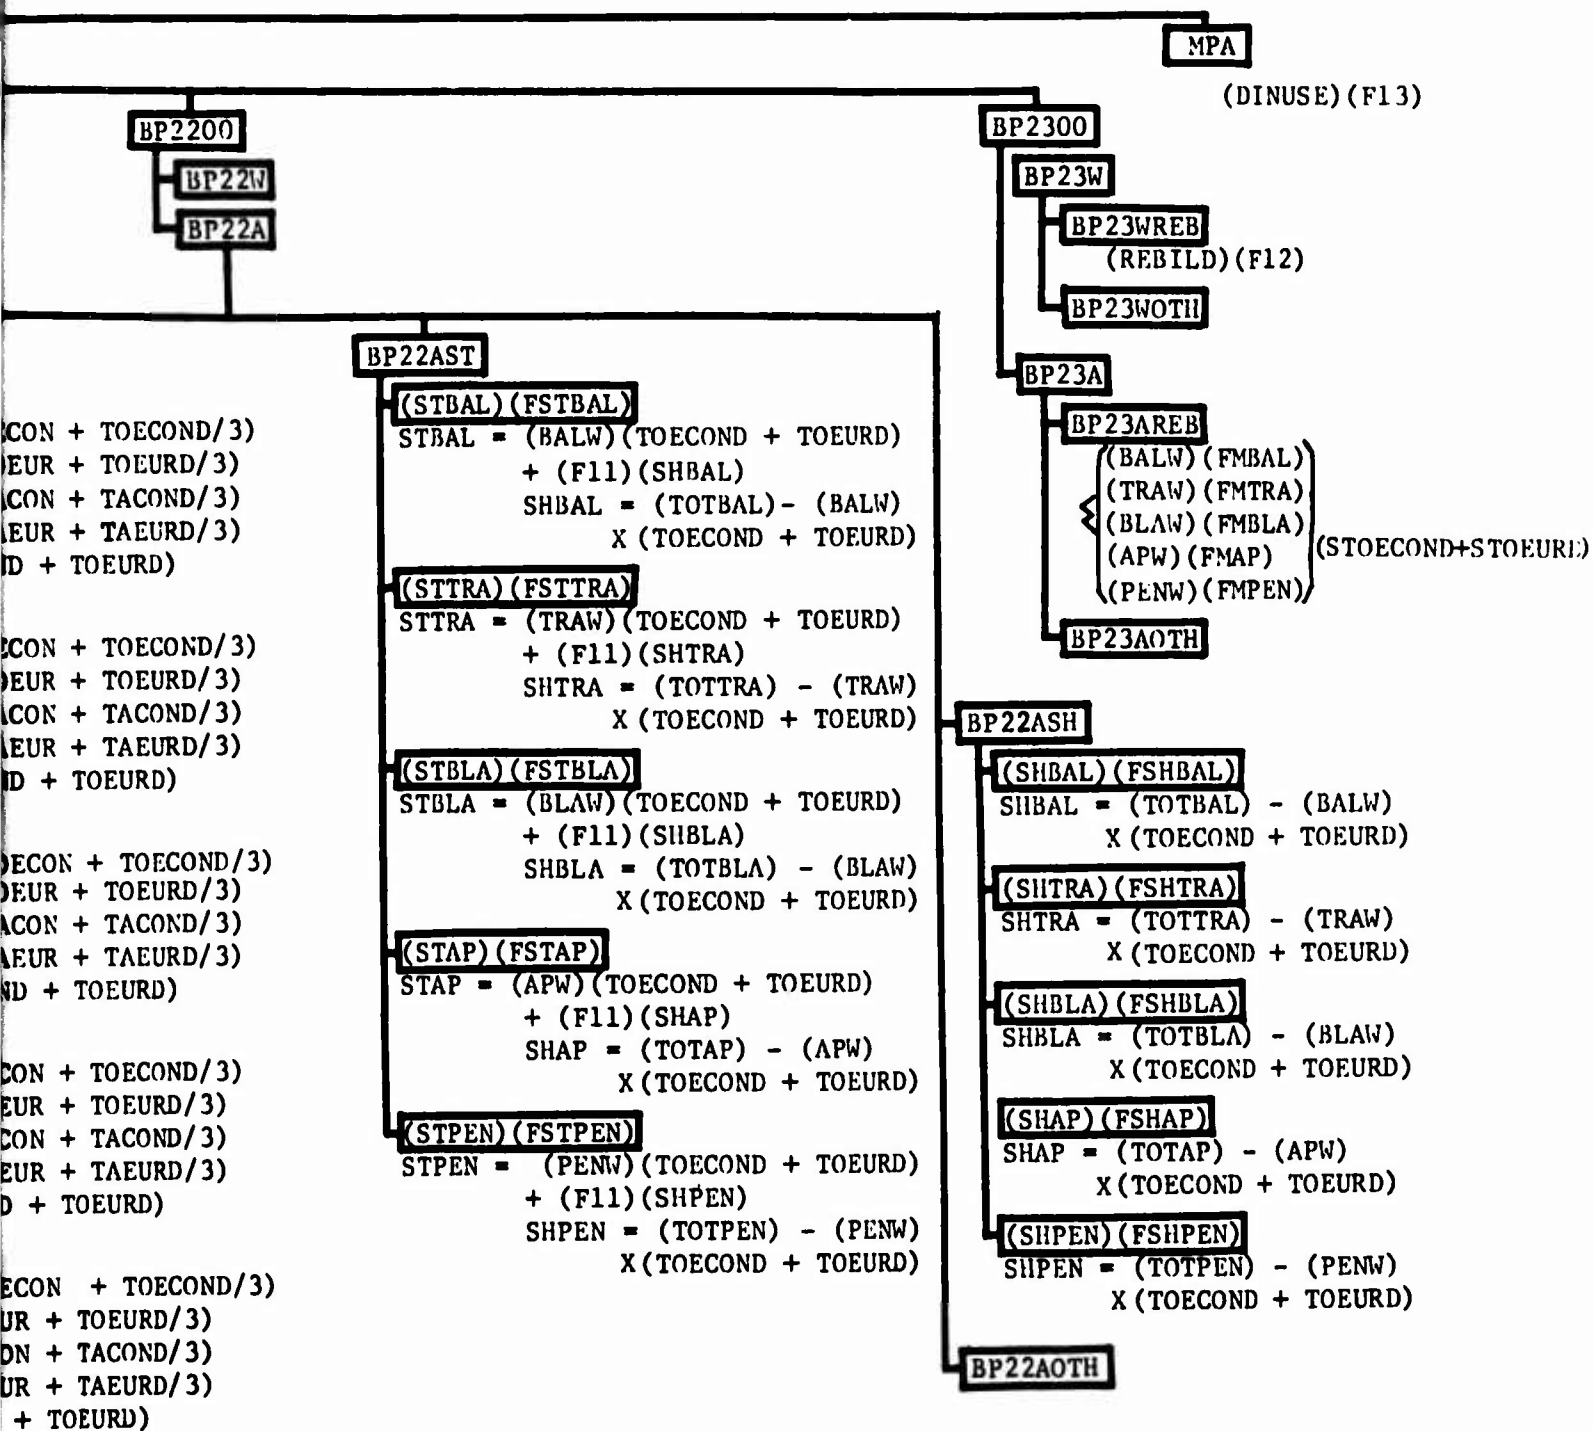 MPA
(DINUSE)(F13)
BP2200
BP22W
BP22A
BP2300
BP23W
BP23WREB
(REBILD)(F12)
BP23WOTH
BP23A
BP23AREB
(BALW)(FMBAL)
(TRAW)(FMTRA)
(BLAW)(FMBLA)
(APW)(FMAP)
(PENW)(FMPEN)
(STOECOND+STOEURD)
BP23AOTH
CON + TOECOND/3)
EUR + TOEURD/3)
CON + TACOND/3)
EUR + TAEURD/3)
D + TOEURD)
CON + TOECOND/3)
EUR + TOEURD/3)
CON + TACOND/3)
EUR + TAEURD/3)
D + TOEURD)
ECON + TOECOND/3)
EUR + TOEURD/3)
ACON + TACOND/3)
EUR + TAEURD/3)
ND + TOEURD)
CON + TOECOND/3)
EUR + TOEURD/3)
CON + TACOND/3)
EUR + TAEURD/3)
D + TOEURD)
ECON + TOECOND/3)
UR + TOEURD/3)
ON + TACOND/3)
UR + TAEURD/3)
+ TOEURD)
BP22AST
(STBAL)(FSTBAL)
STBAL = (BALW)(TOECOND + TOEURD)
+ (F11)(SHBAL)
SHBAL = (TOTBAL)- (BALW)
X(TOECOND + TOEURD)
(STTRA)(FSTTRA)
STTRA = (TRAW)(TOECOND + TOEURD)
+ (F11)(SHTRA)
SHTRA = (TOTTRA) - (TRAW)
X(TOECOND + TOEURD)
(STBLA)(FSTBLA)
STBLA = (BLAW)(TOECOND + TOEURD)
+ (F11)(SHBLA)
SHBLA = (TOTBLA) - (BLAW)
X(TOECOND + TOEURD)
(STAP)(FSTAP)
STAP = (APW)(TOECOND + TOEURD)
+ (F11)(SHAP)
SHAP = (TOTAP) - (APW)
X(TOECOND + TOEURD)
(STPEN)(FSTPEN)
STPEN = (PENW)(TOECOND + TOEURD)
+ (F11)(SHPEN)
SHPEN = (TOTPEN) - (PENW)
X(TOECOND + TOEURD)
BP22ASH
(SHBAL)(FSHBAL)
SHBAL = (TOTBAL) - (BALW)
X(TOECOND + TOEURD)
(SHTRA)(FSHTRA)
SHTRA = (TOTTRA) - (TRAW)
X(TOECOND + TOEURD)
(SHBLA)(FSHBLA)
SHBLA = (TOTBLA) - (BLAW)
X(TOECOND + TOEURD)
(SHAP)(FSHAP)
SHAP = (TOTAP) - (APW)
X(TOECOND + TOEURD)
(SHPEN)(FSHPEN)
SHPEN = (TOTPEN) - (PENW)
X(TOECOND + TOEURD)
BP22AOTH